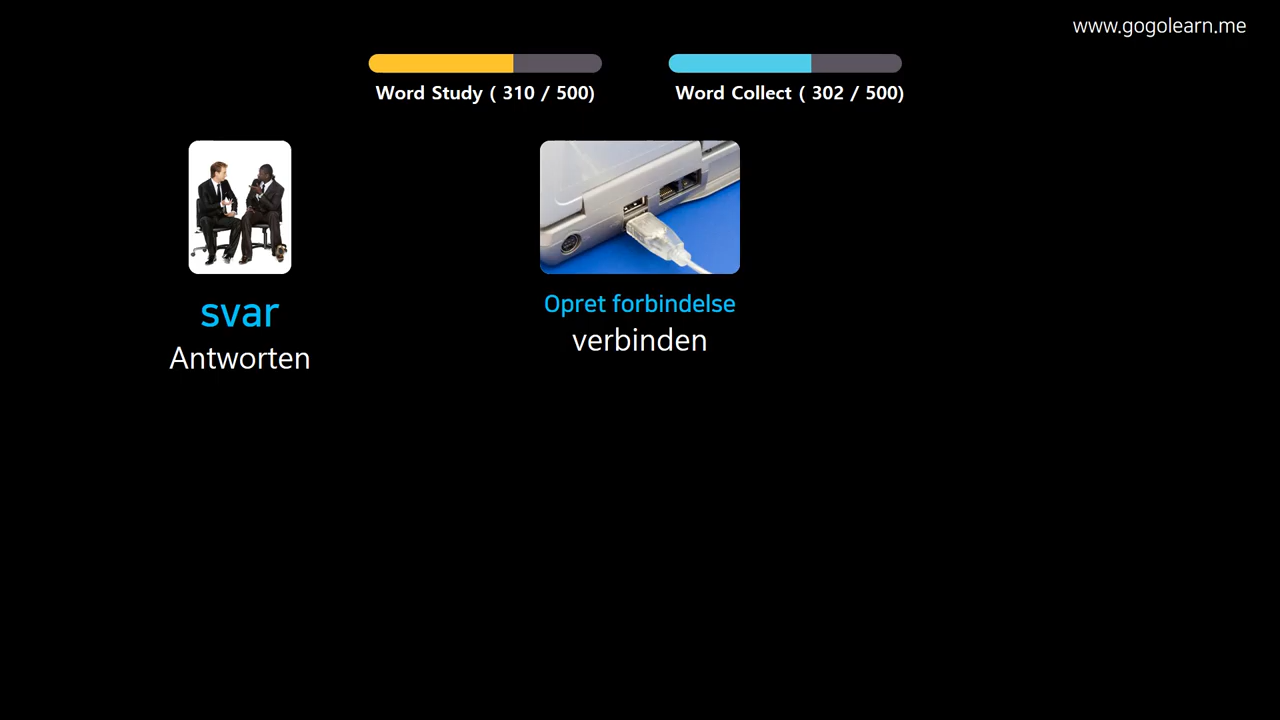 www.gogolearn.me
Word Study ( 310 / 500)
Word Collect ( 302 / 500)
svar
Antworten
Opret forbindelse
verbinden